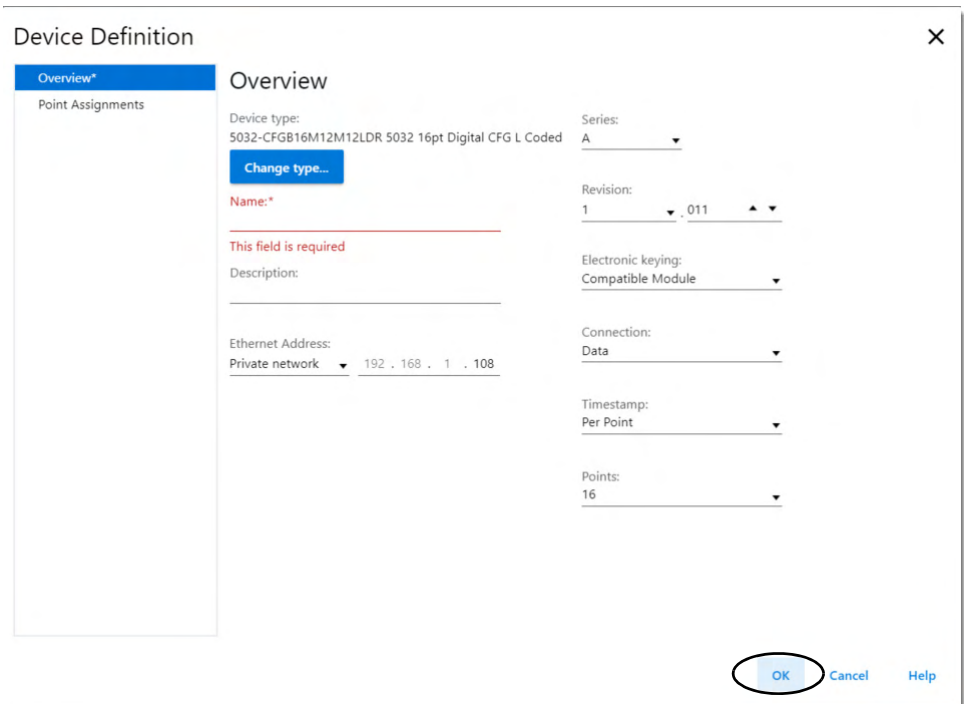 Device Definition
Overview*
Point Assignments
Overview
Device type:
5032-CFGB16M12M12LDR 5032 16pt Digital CFG L Coded
Change type...
Name:*
This field is required
Description:
Ethernet Address:
Private network 192 . 168 . 1 . 108
Series:
A
Revision:
1 . 011
Electronic keying:
Compatible Module
Connection:
Data
Timestamp:
Per Point
Points:
16
OK Cancel Help